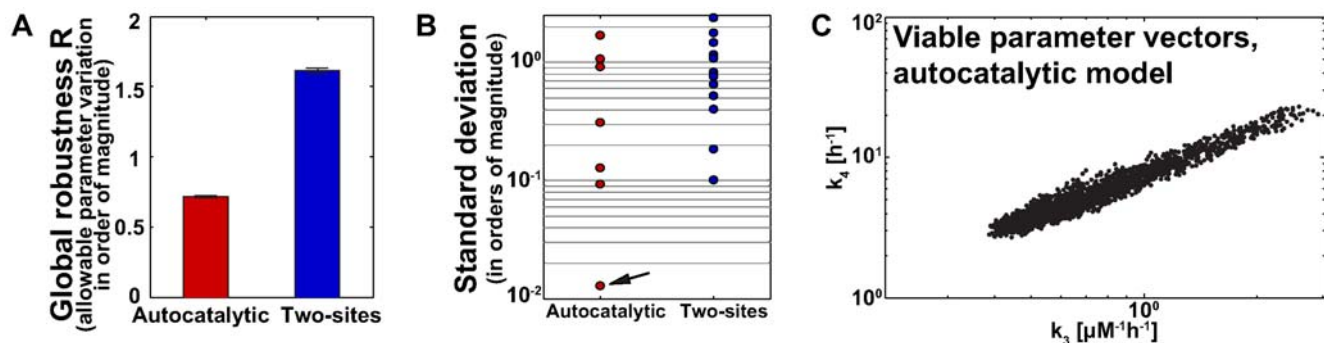 A
Global robustness R
(allowable parameter variation
in order of magnitude)
2
1.5
1
0.5
0
Autocatalytic
Two-sites
B
Standard deviation
(in orders of magnitude)
10⁰
10⁻¹
10⁻²
Autocatalytic
Two-sites
C
Viable parameter vectors,
autocatalytic model
k₄ [h⁻¹]
10²
10¹
10⁰
10⁰
k₃ [µM⁻¹h⁻¹]